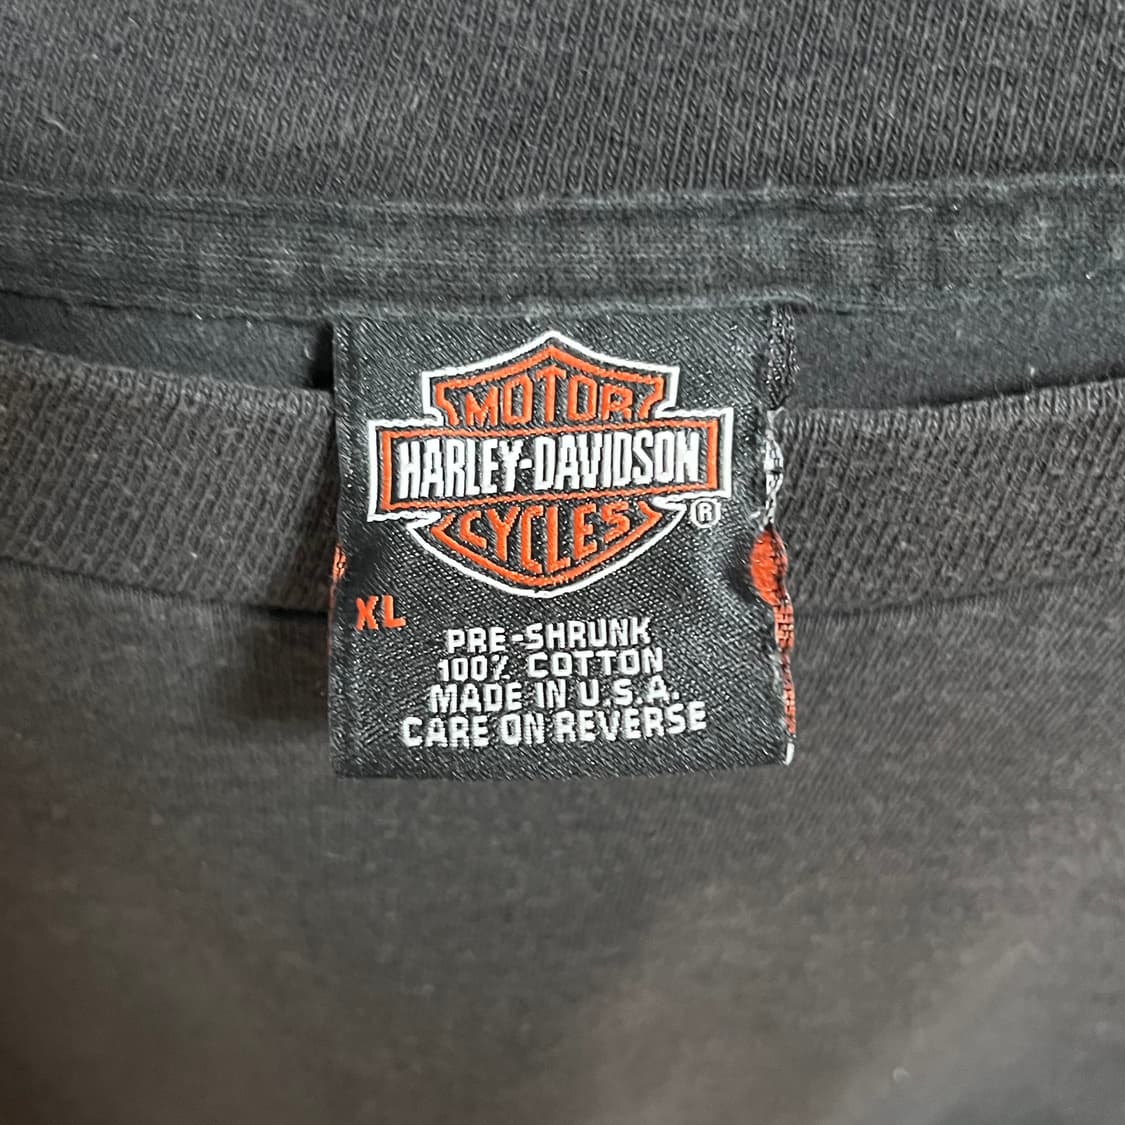 MOTOR
HARLEY-DAVIDSON
CYCLES ®
XL
PRE-SHRUNK
100% COTTON
MADE IN U.S.A.
CARE ON REVERSE